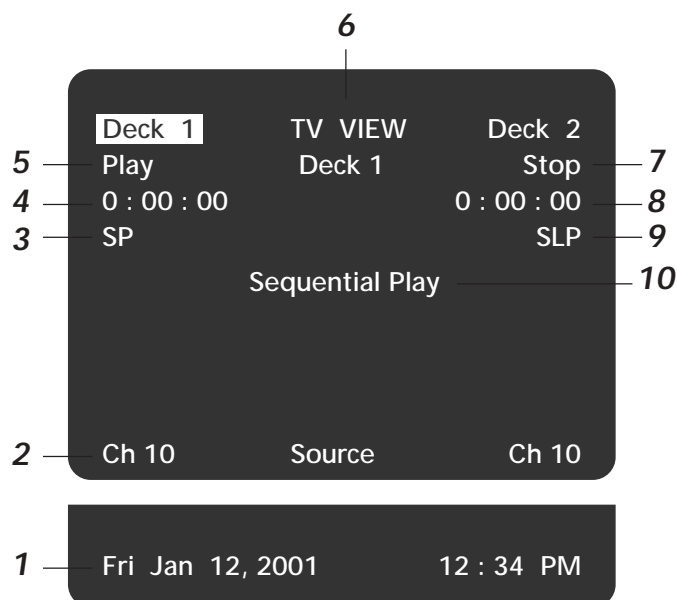 6
Deck 1 TV VIEW Deck 2
5 Play Deck 1 Stop 7
4 0 : 00 : 00 0 : 00 : 00 8
3 SP SLP 9
Sequential Play 10
2 Ch 10 Source Ch 10
1 Fri Jan 12, 2001 12 : 34 PM